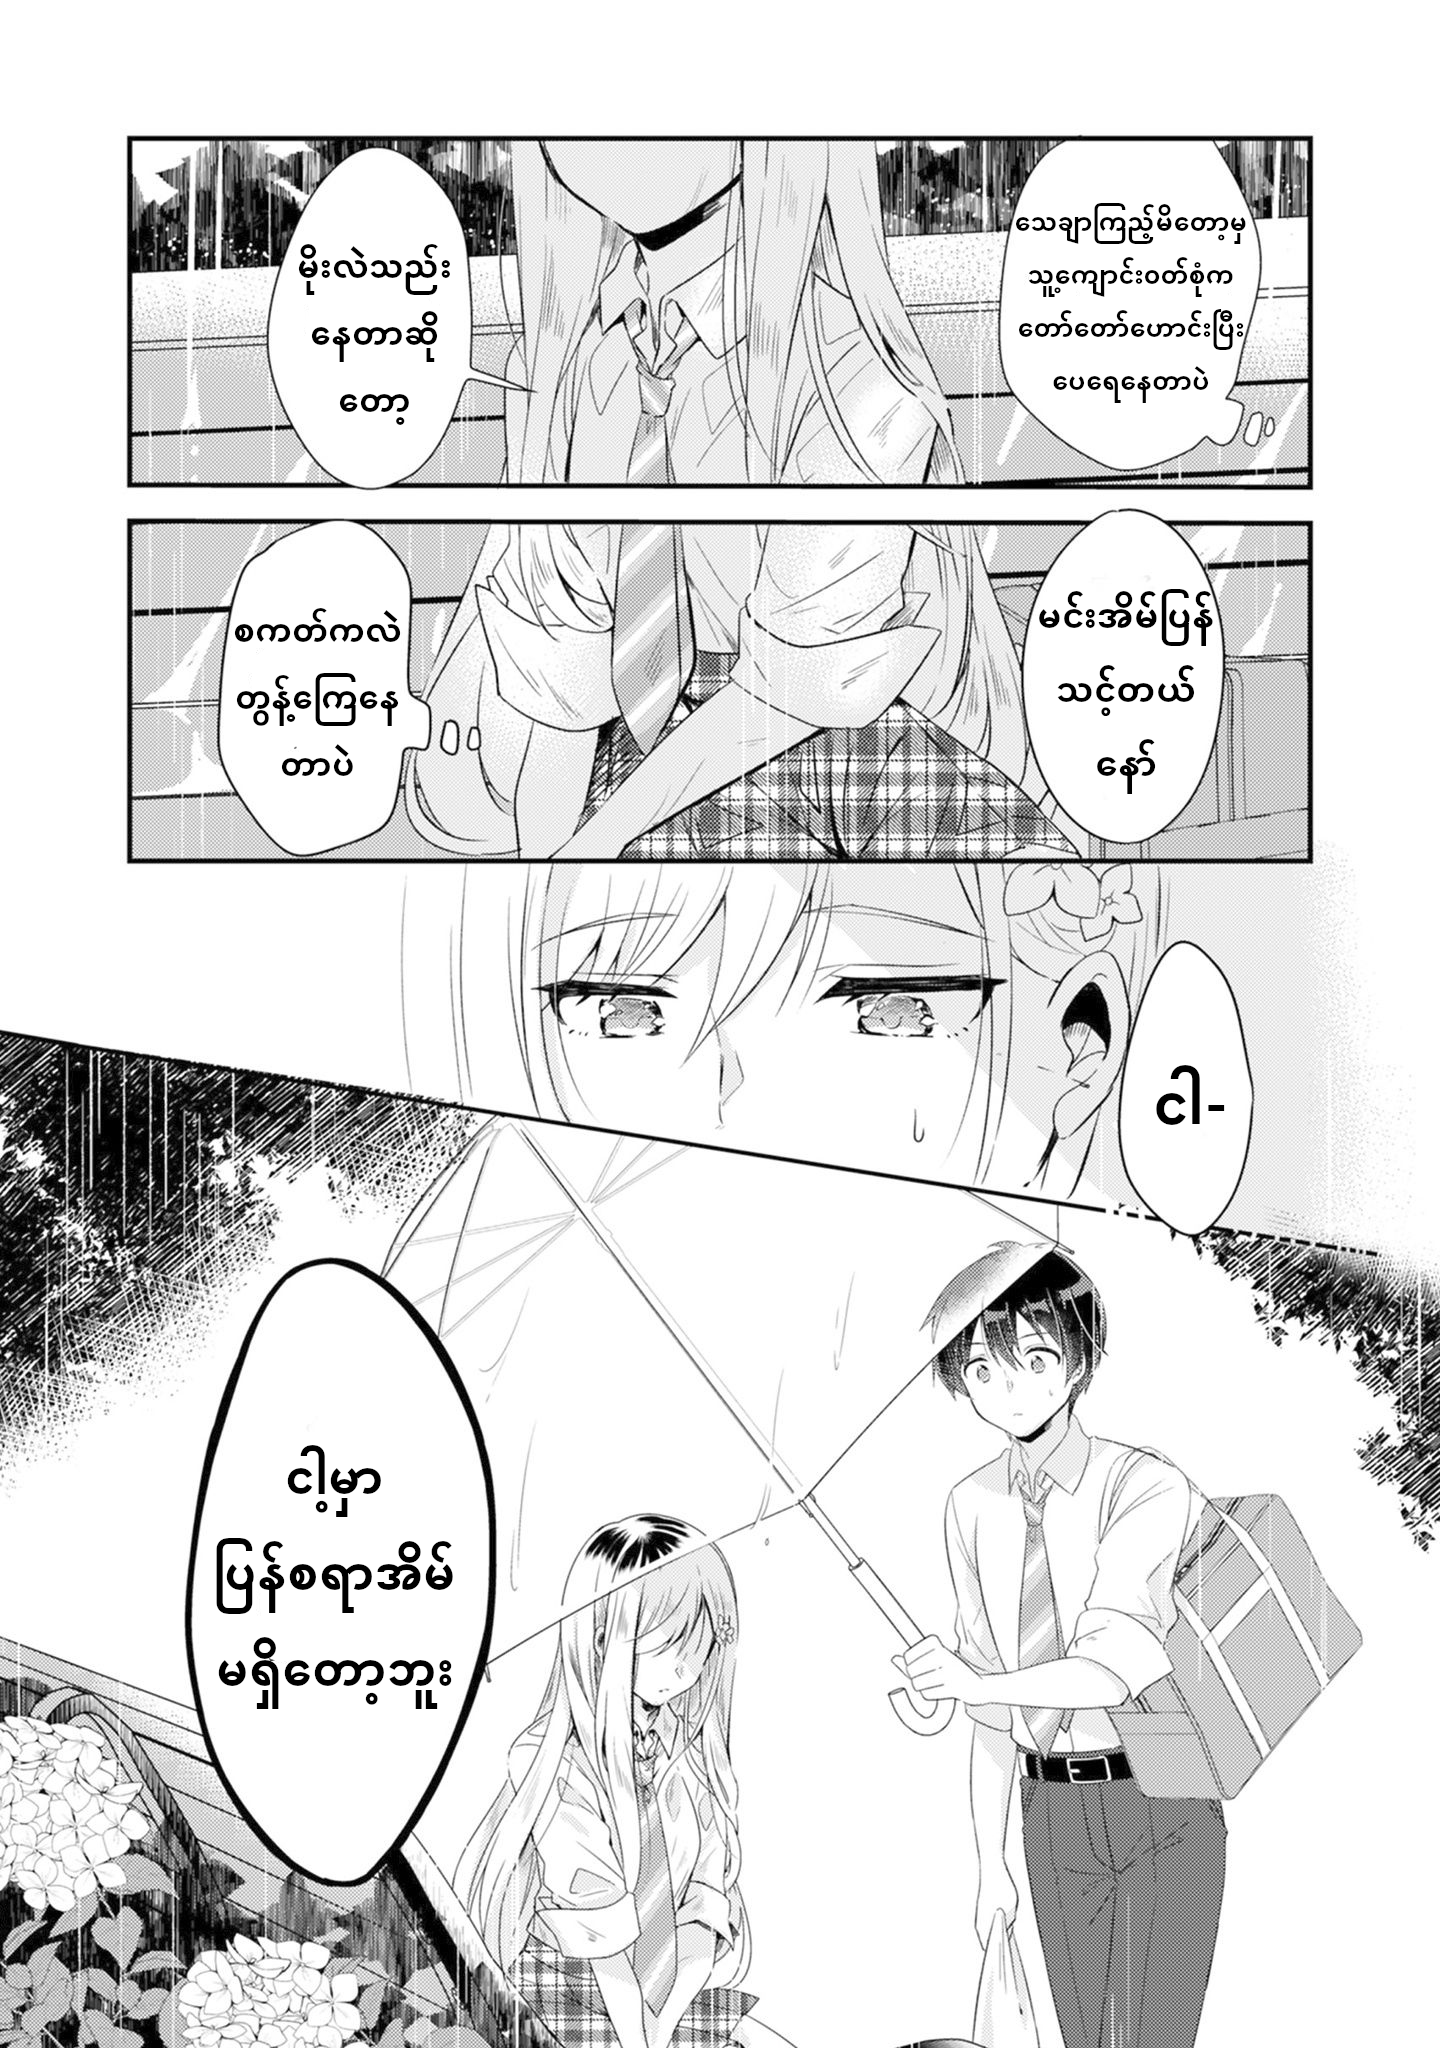 သေချာကြည့်မိတော့မှ
သူ့ကျောင်းဝတ်စုံက
တော်တော်ဟောင်းပြီး
ပေရေနေတာပဲ
မိုးလဲသည်း
နေတာဆို
တော့
မင်းအိမ်ပြန်
သင့်တယ်
နော်
စကတ်ကလဲ
တွန့်ကြေနေ
တာပဲ
ငါ-
ငါ့မှာ
ပြန်စရာအိမ်
မရှိတော့ဘူး